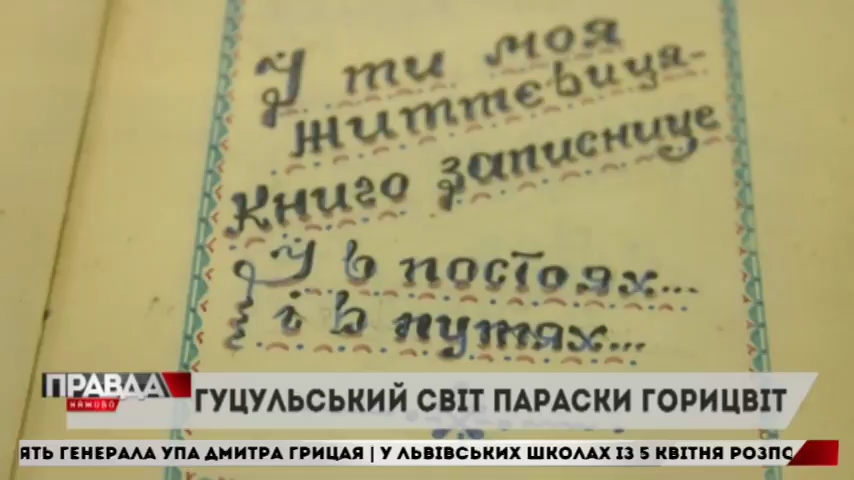 У ти моя
життєвиця-
Книго записнице
У в постоях...
і в путях...
ПРАВДА
НАЖИВО
ГУЦУЛЬСЬКИЙ СВІТ ПАРАСКИ ГОРИЦВІТ
ЯТЬ ГЕНЕРАЛА УПА ДМИТРА ГРИЦАЯ | У ЛЬВІВСЬКИХ ШКОЛАХ ІЗ 5 КВІТНЯ РОЗПО